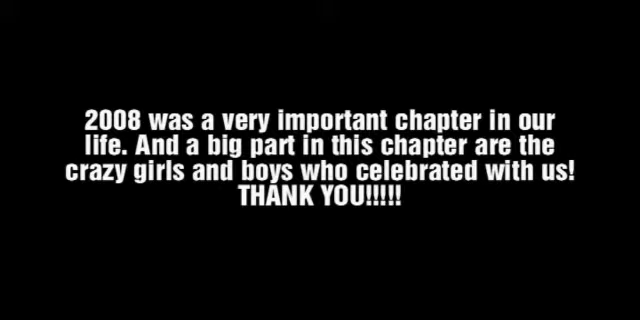 2008 was a very important chapter in our
life. And a big part in this chapter are the
crazy girls and boys who celebrated with us!
THANK YOU!!!!!